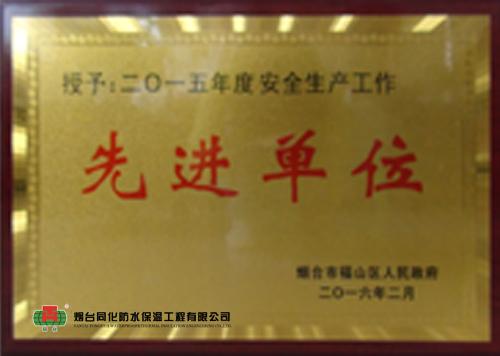 授予：二〇一五年度安全生产工作
先进单位
烟台市福山区人民政府
二〇一六年二月
烟台同化防水保温工程有限公司